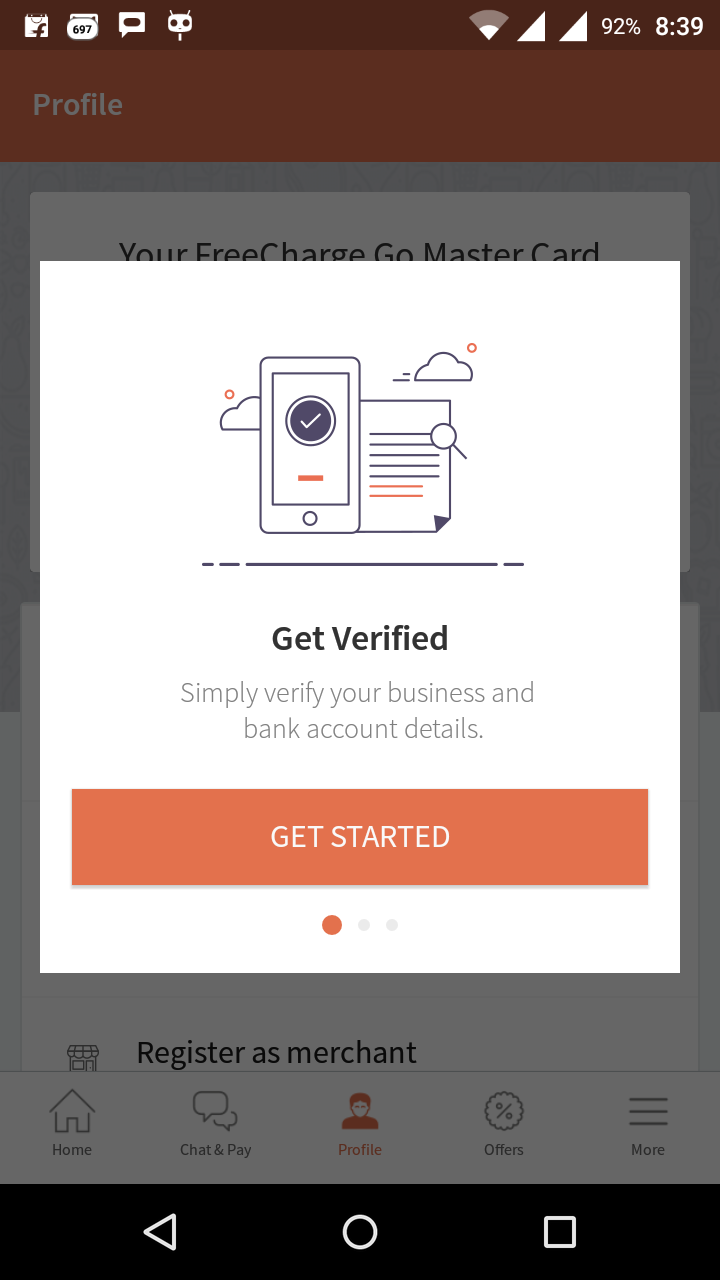 697
92% 8:39
Profile
Your FreeCharge Go Master Card
Get Verified
Simply verify your business and
bank account details.
GET STARTED
Register as merchant
Home Chat & Pay Profile Offers More